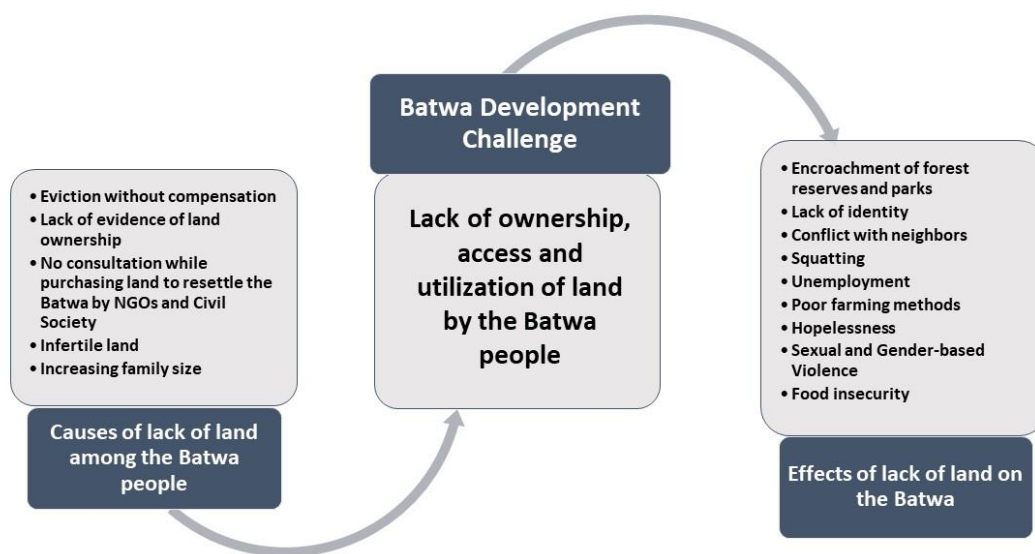 • Eviction without compensation
• Lack of evidence of land
ownership
• No consultation while
purchasing land to resettle the
Batwa by NGOs and Civil
Society
• Infertile land
• Increasing family size
Causes of lack of land
among the Batwa
people
Batwa Development
Challenge
Lack of ownership,
access and
utilization of land
by the Batwa
people
• Encroachment of forest
reserves and parks
• Lack of identity
• Conflict with neighbors
• Squatting
• Unemployment
• Poor farming methods
• Hopelessness
• Sexual and Gender-based
Violence
• Food insecurity
Effects of lack of land on
the Batwa